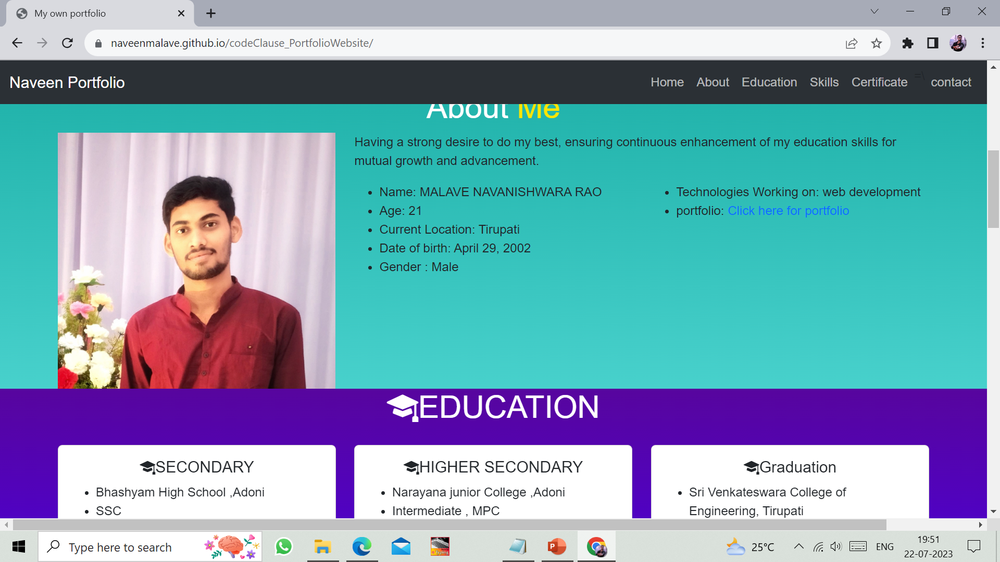 My own portfolio
naveenmalave.github.io/codeClause_PortfolioWebsite/
Naveen Portfolio
Home About Education Skills Certificate =\ contact
About Me
Having a strong desire to do my best, ensuring continuous enhancement of my education skills for
mutual growth and advancement.
Name: MALAVE NAVANISHWARA RAO
Age: 21
Current Location: Tirupati
Date of birth: April 29, 2002
Gender : Male
Technologies Working on: web development
portfolio: Click here for portfolio
EDUCATION
SECONDARY
Bhashyam High School ,Adoni
SSC
HIGHER SECONDARY
Narayana junior College ,Adoni
Intermediate , MPC
Graduation
Sri Venkateswara College of
Engineering, Tirupati
Type here to search
25°C
ENG
19:51
22-07-2023